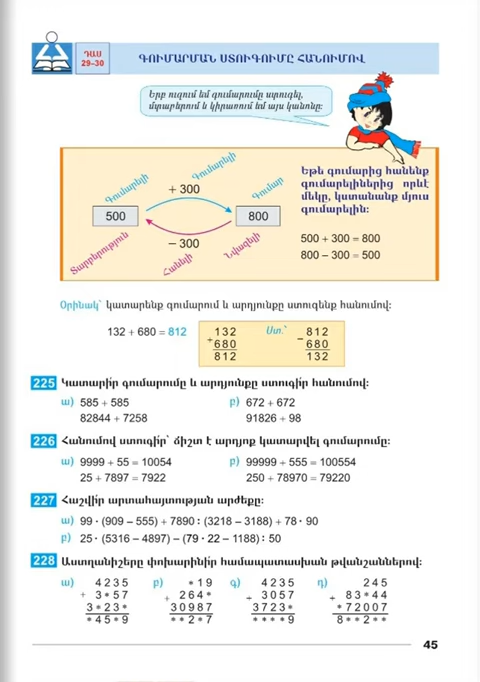 ԴԱՍ
29-30
ԳՈՒՄԱՐՄԱՆ ՍՏՈՒԳՈՒՄԸ ՀԱՆՈՒՄՈՎ
Երբ ուզում եմ գումարումը ստուգել,
մտաբերում և կիրառում եմ այս կանոնը:
Գումարելի
Գումարելի
Գումար
+ 300
500
800
– 300
Տարբերություն
Հանելի
Նվազելի
Եթե գումարից հանենք
գումարելիներից որևէ
մեկը, կստանանք մյուս
գումարելին:
500 + 300 = 800
800 – 300 = 500
Օրինակ՝ կատարենք գումարում և արդյունքը ստուգենք հանումով:
132 + 680 = 812
132
+
680
812
Ստ.՝
812
–
680
132
225 Կատարի՛ր գումարումը և արդյունքը ստուգի՛ր հանումով:
ա) 585 + 585
82844 + 7258
բ) 672 + 672
91826 + 98
226 Հանումով ստուգի՛ր՝ ճիշտ է արդյոք կատարվել գումարումը:
ա) 9999 + 55 = 10054
25 + 7897 = 7922
բ) 99999 + 555 = 100554
250 + 78970 = 79220
227 Հաշվի՛ր արտահայտության արժեքը:
ա) 99 · (909 – 555) + 7890 : (3218 – 3188) + 78 · 90
բ) 25 · (5316 – 4897) – (79 · 22 – 1188) : 50
228 Աստղանիշերը փոխարինի՛ր համապատասխան թվանշաններով:
ա) 4235
+ 3*57
3*23*
*45*9
բ) *19
+ 264*
30987
**2*7
գ) 4235
+ 3057
3723*
****9
դ) 245
+ 83*44
*72007
8**2**
45